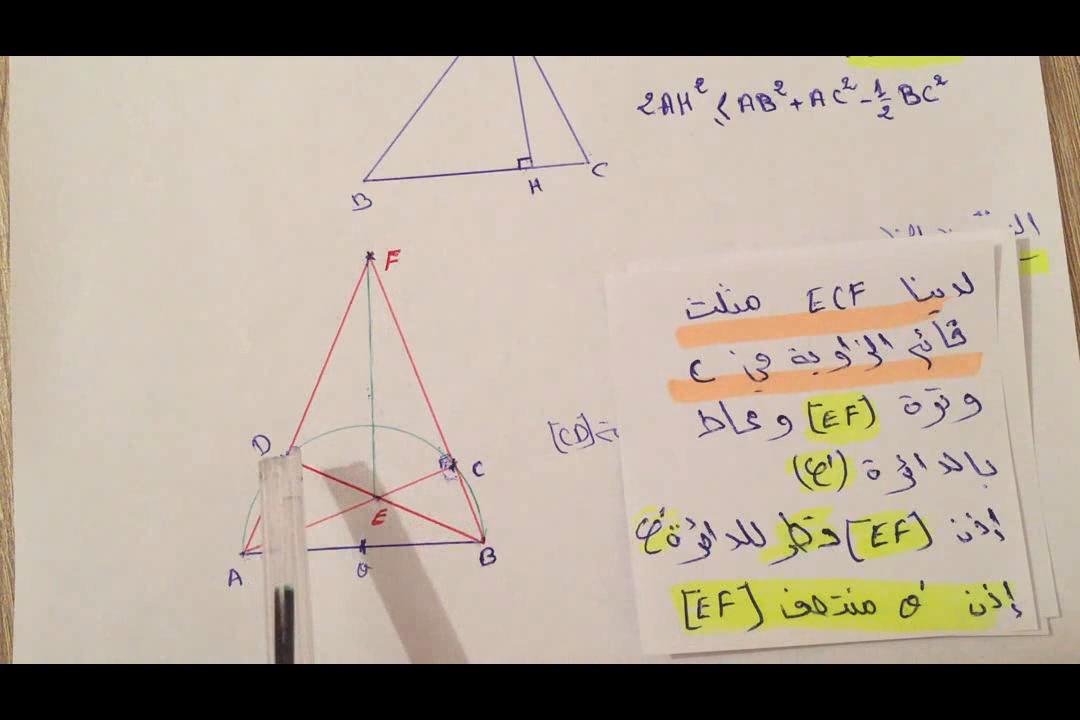 2AH² ≤ AB² + AC² - 1/2 BC²
B
H
C
F
D
C
E
A
O
B
[CD]
لدينا ECF مثلث
قائم الزاوية في C
وترة [EF] ومحاط
بالدائرة (φ')
إذن [EF] قطر للدائرة φ'
إذن O' منتصف [EF]